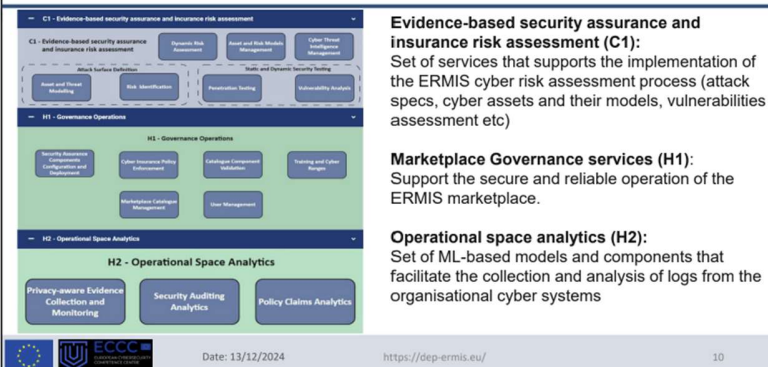 C1 - Evidence-based security assurance and insurance risk assessment
C1 - Evidence-based security assurance
and insurance risk assessment
Dynamic Risk
Assessment
Asset and Risk Models
Management
Cyber Threat
Intelligence
Management
Attack Surface Definition
Static and Dynamic Security Testing
Asset and Threat
Modelling
Risk Identification
Penetration Testing
Vulnerability Analysis
H1 - Governance Operations
H1 - Governance Operations
Security Assurance
Components
Configuration and
Deployment
Cyber Insurance Policy
Enforcement
Catalogue Component
Validation
Training and Cyber
Ranges
Marketplace Catalogue
Management
User Management
H2 - Operational Space Analytics
H2 - Operational Space Analytics
Privacy-aware Evidence
Collection and
Monitoring
Security Auditing
Analytics
Policy Claims Analytics
Evidence-based security assurance and
insurance risk assessment (C1):
Set of services that supports the implementation of
the ERMIS cyber risk assessment process (attack
specs, cyber assets and their models, vulnerabilities
assessment etc)
Marketplace Governance services (H1):
Support the secure and reliable operation of the
ERMIS marketplace.
Operational space analytics (H2):
Set of ML-based models and components that
facilitate the collection and analysis of logs from the
organisational cyber systems
ECCC
EUROPEAN CYBERSECURITY
COMPETENCE CENTRE
Date: 13/12/2024
https://dep-ermis.eu/
10